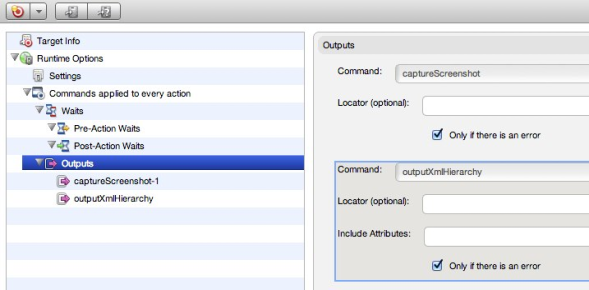 Target Info
Runtime Options
Settings
Commands applied to every action
Waits
Pre-Action Waits
Post-Action Waits
Outputs
captureScreenshot-1
outputXmlHierarchy
Outputs
Command: captureScreenshot
Locator (optional):
Only if there is an error
Command: outputXmlHierarchy
Locator (optional):
Include Attributes:
Only if there is an error